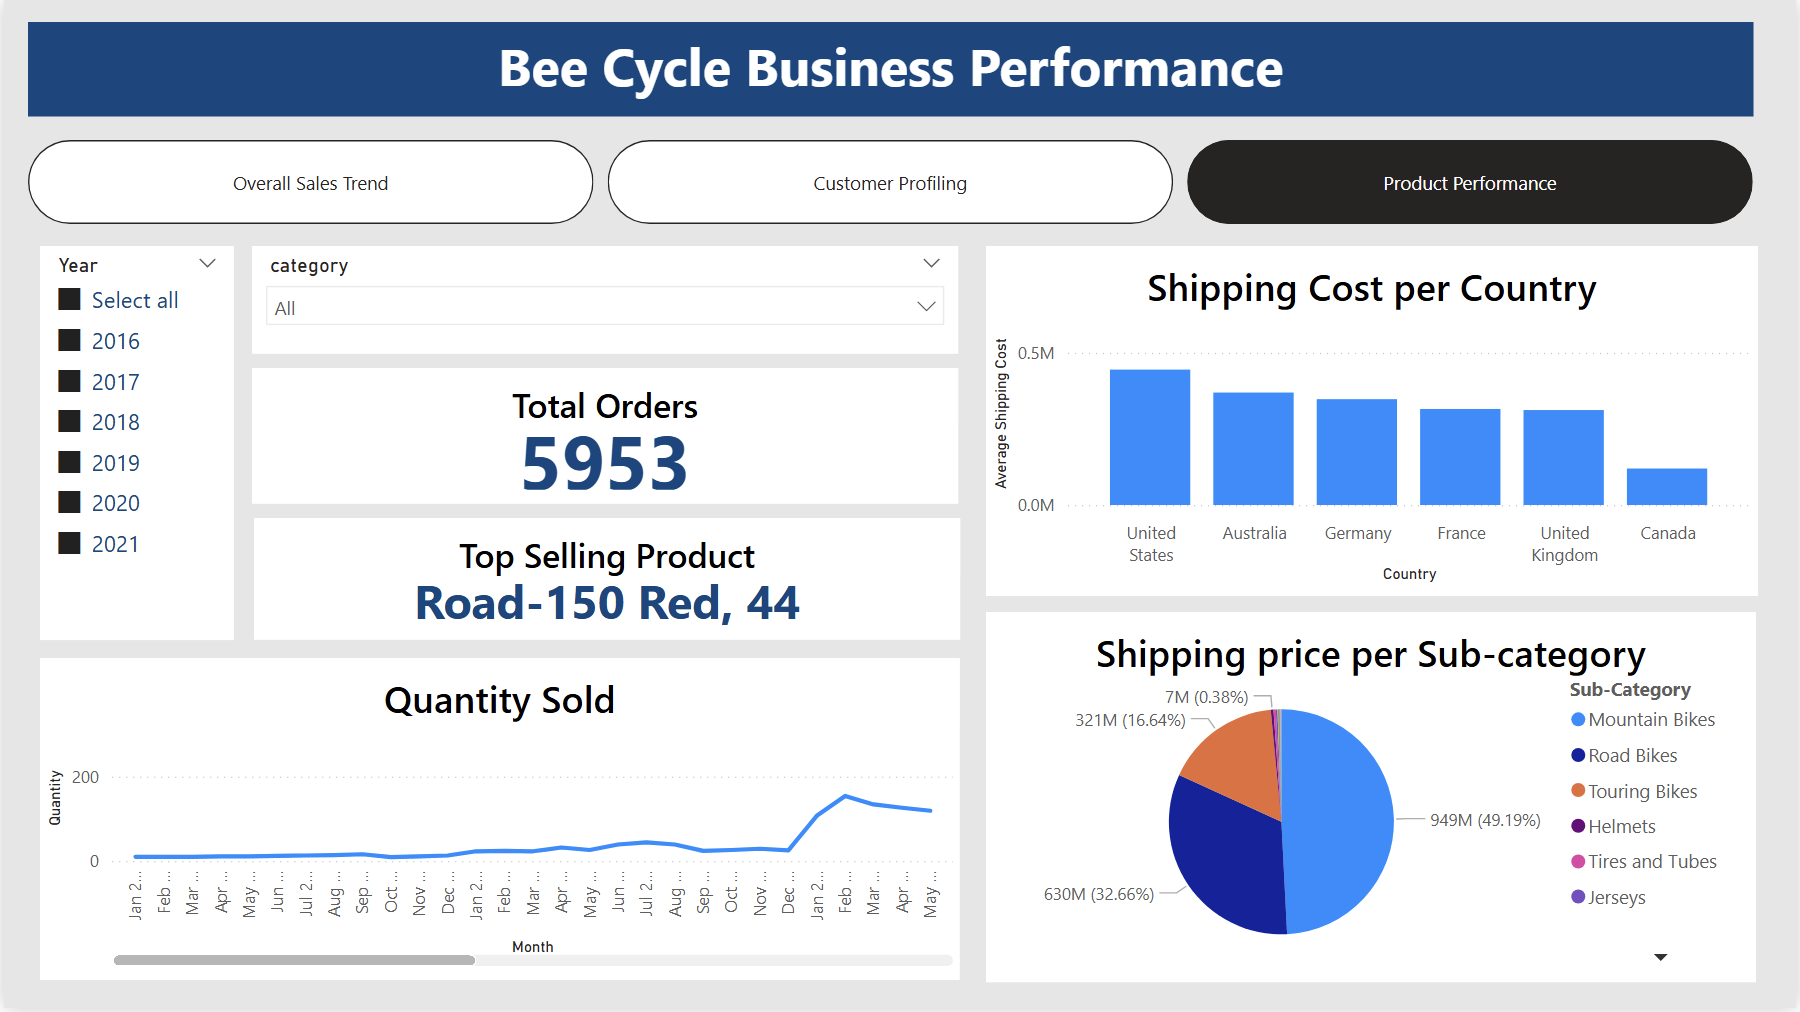 Bee Cycle Business Performance
Overall Sales Trend
Customer Profiling
Product Performance
Year
Select all
2016
2017
2018
2019
2020
2021
category
All
Total Orders
5953
Top Selling Product
Road-150 Red, 44
Shipping Cost per Country
Average Shipping Cost
0.5M
0.0M
United
States
Australia
Germany
France
United
Kingdom
Canada
Country
Quantity Sold
Quantity
200
0
Jan 2...
Feb ...
Mar ...
Apr ...
May ...
Jun ...
Jul 2...
Aug ...
Sep ...
Oct ...
Nov ...
Dec ...
Jan 2...
Feb ...
Mar ...
Apr ...
May ...
Jun ...
Jul 2...
Aug ...
Sep ...
Oct ...
Nov ...
Dec ...
Jan 2...
Feb ...
Mar ...
Apr ...
May ...
Month
Shipping price per Sub-category
7M (0.38%)
321M (16.64%)
949M (49.19%)
630M (32.66%)
Sub-Category
Mountain Bikes
Road Bikes
Touring Bikes
Helmets
Tires and Tubes
Jerseys